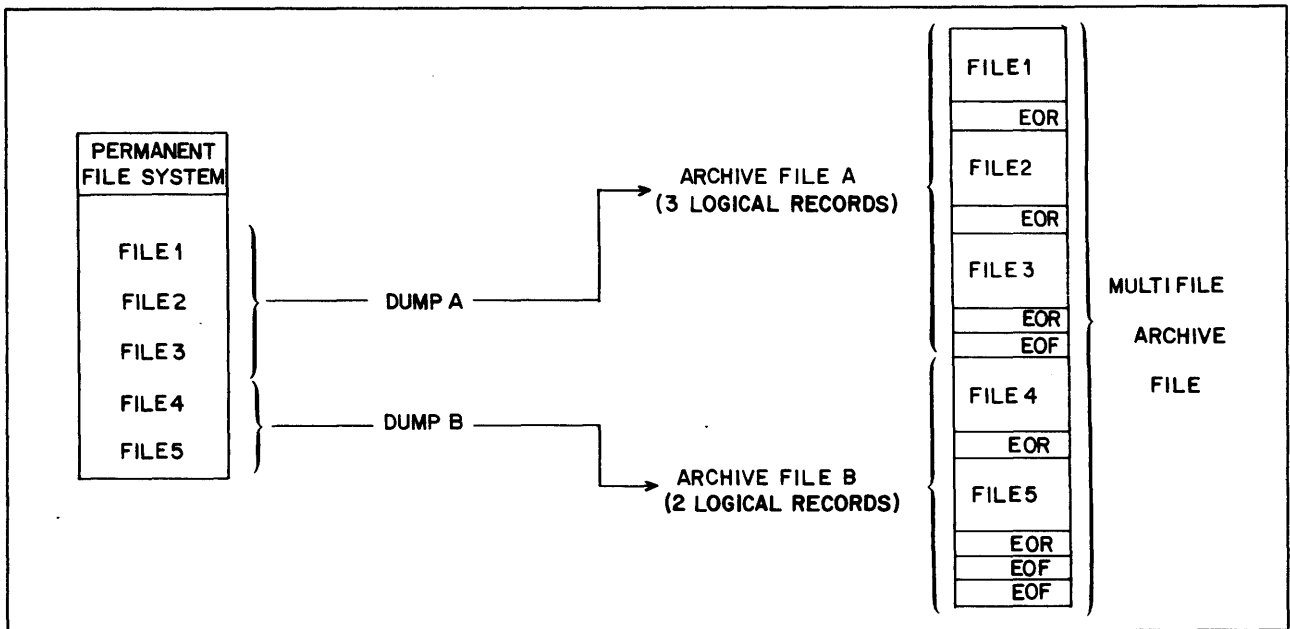 PERMANENT
FILE SYSTEM
FILE1
FILE2
FILE3
FILE4
FILE5
DUMP A
DUMP B
ARCHIVE FILE A
(3 LOGICAL RECORDS)
ARCHIVE FILE B
(2 LOGICAL RECORDS)
FILE1
EOR
FILE2
EOR
FILE3
EOR
EOF
FILE4
EOR
FILE5
EOR
EOF
EOF
MULTIFILE
ARCHIVE
FILE